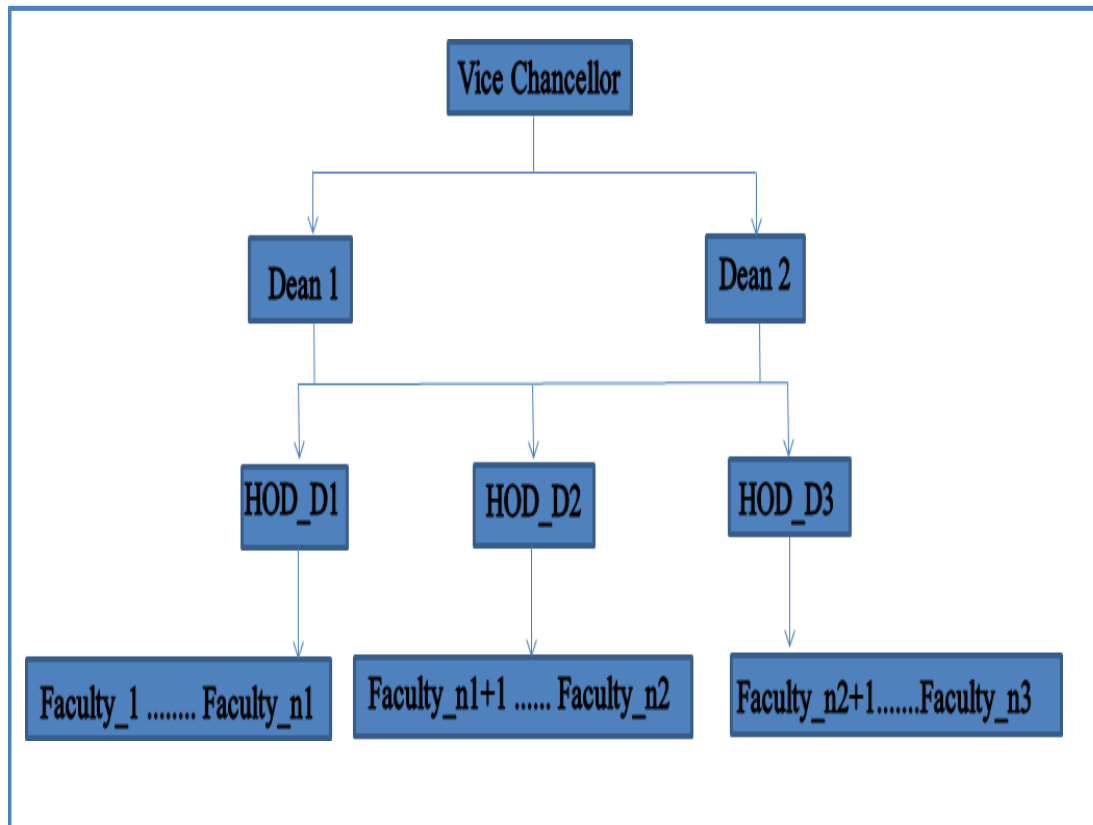 Vice Chancellor
Dean 1
Dean 2
HOD_D1
HOD_D2
HOD_D3
Faculty_1 ........ Faculty_n1
Faculty_n1+1 ...... Faculty_n2
Faculty_n2+1.......Faculty_n3